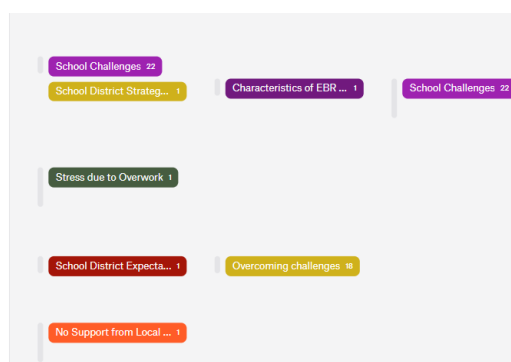 School Challenges 22
School District Strateg... 1
Characteristics of EBR ... 1
School Challenges 22
Stress due to Overwork 1
School District Expecta... 1
Overcoming challenges 18
No Support from Local ... 1